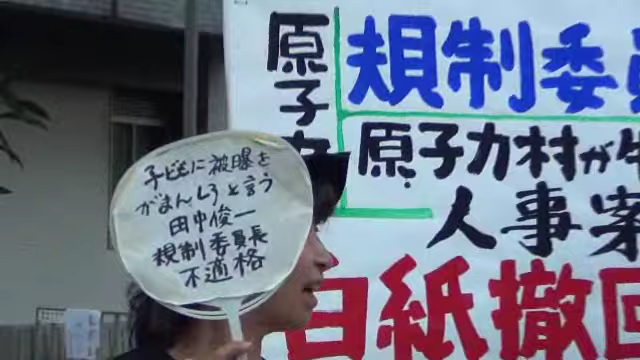 原子
規制委員
原子力村が牛
人事案
白紙撤回
子どもに被曝を
がまんしろと言う
田中俊一
規制委員長
不適格